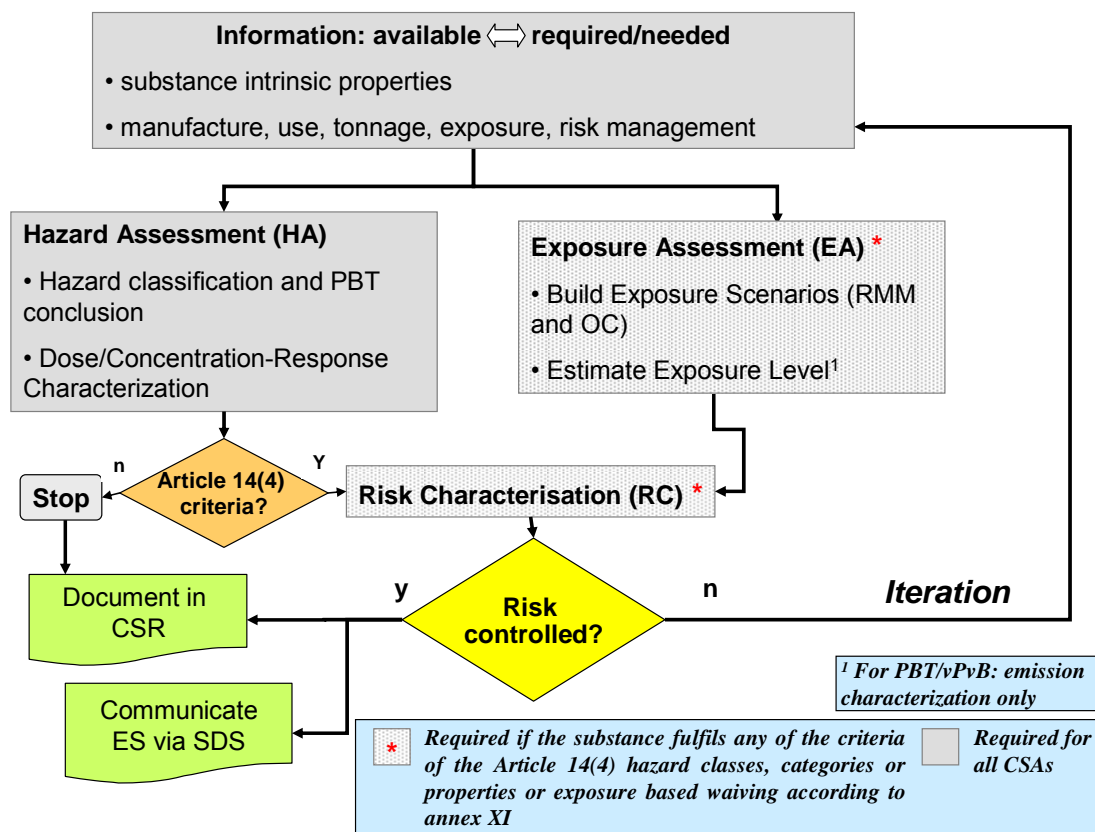 Information: available ⇔ required/needed
• substance intrinsic properties
• manufacture, use, tonnage, exposure, risk management
Hazard Assessment (HA)
• Hazard classification and PBT
conclusion
• Dose/Concentration-Response
Characterization
Exposure Assessment (EA) *
• Build Exposure Scenarios (RMM
and OC)
• Estimate Exposure Level¹
n
Article 14(4)
criteria?
Y
Stop
Risk Characterisation (RC) *
Document in
CSR
y
Risk
controlled?
n
Iteration
Communicate
ES via SDS
¹ For PBT/vPvB: emission
characterization only
* Required if the substance fulfils any of the criteria
of the Article 14(4) hazard classes, categories or
properties or exposure based waiving according to
annex XI
Required for
all CSAs